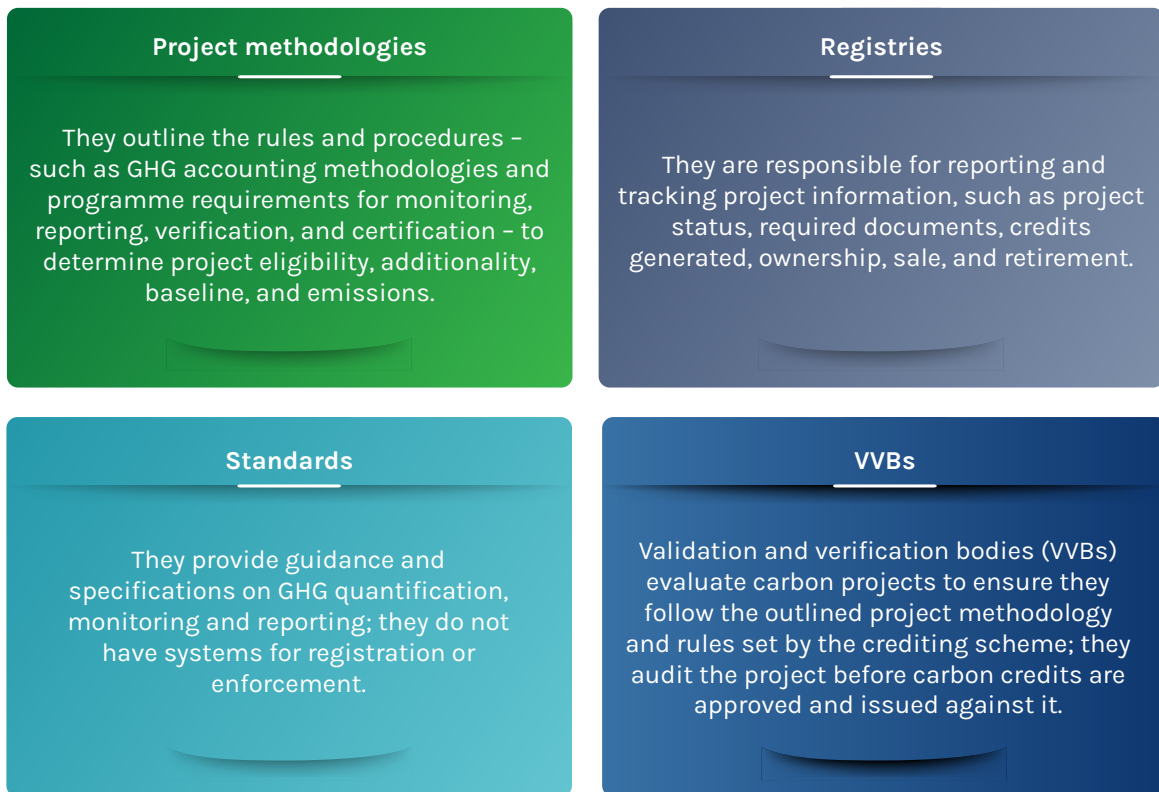 Project methodologies
They outline the rules and procedures –
such as GHG accounting methodologies and
programme requirements for monitoring,
reporting, verification, and certification – to
determine project eligibility, additionality,
baseline, and emissions.
Registries
They are responsible for reporting and
tracking project information, such as project
status, required documents, credits
generated, ownership, sale, and retirement.
Standards
They provide guidance and
specifications on GHG quantification,
monitoring and reporting; they do not
have systems for registration or
enforcement.
VVBs
Validation and verification bodies (VVBs)
evaluate carbon projects to ensure they
follow the outlined project methodology
and rules set by the crediting scheme; they
audit the project before carbon credits are
approved and issued against it.